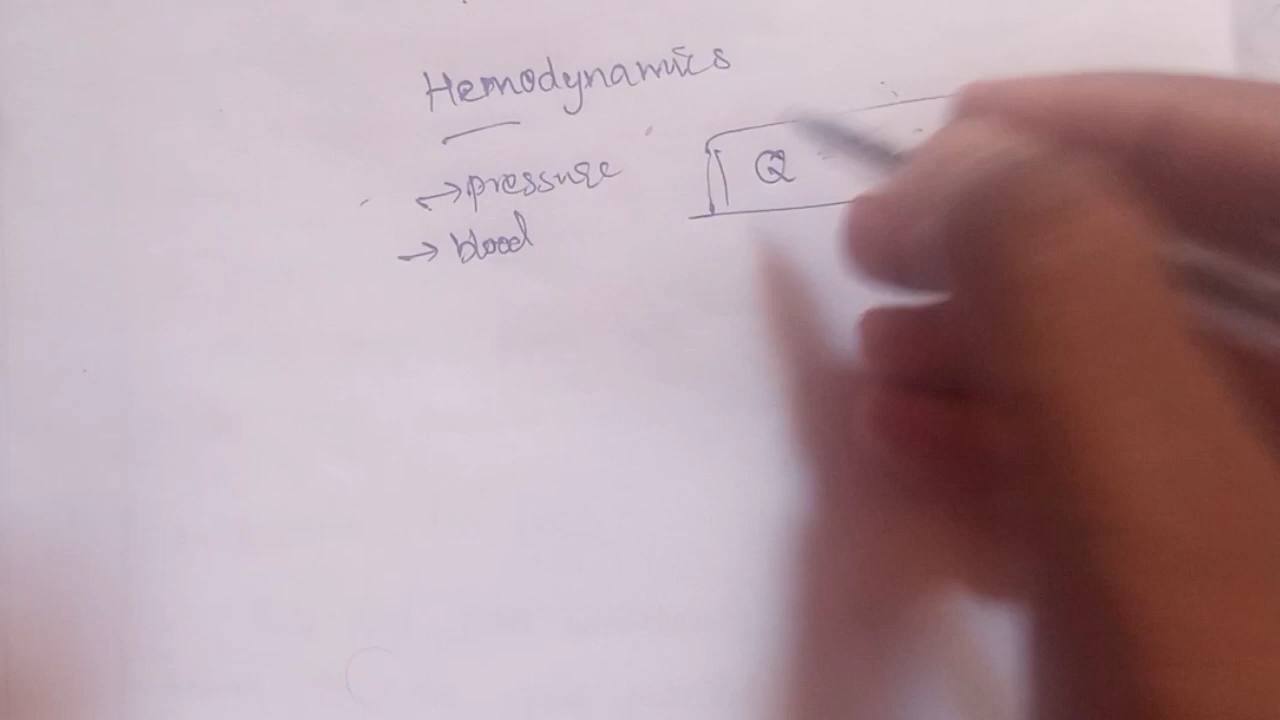 Hemodynamics
→ pressure
Q
→ blood